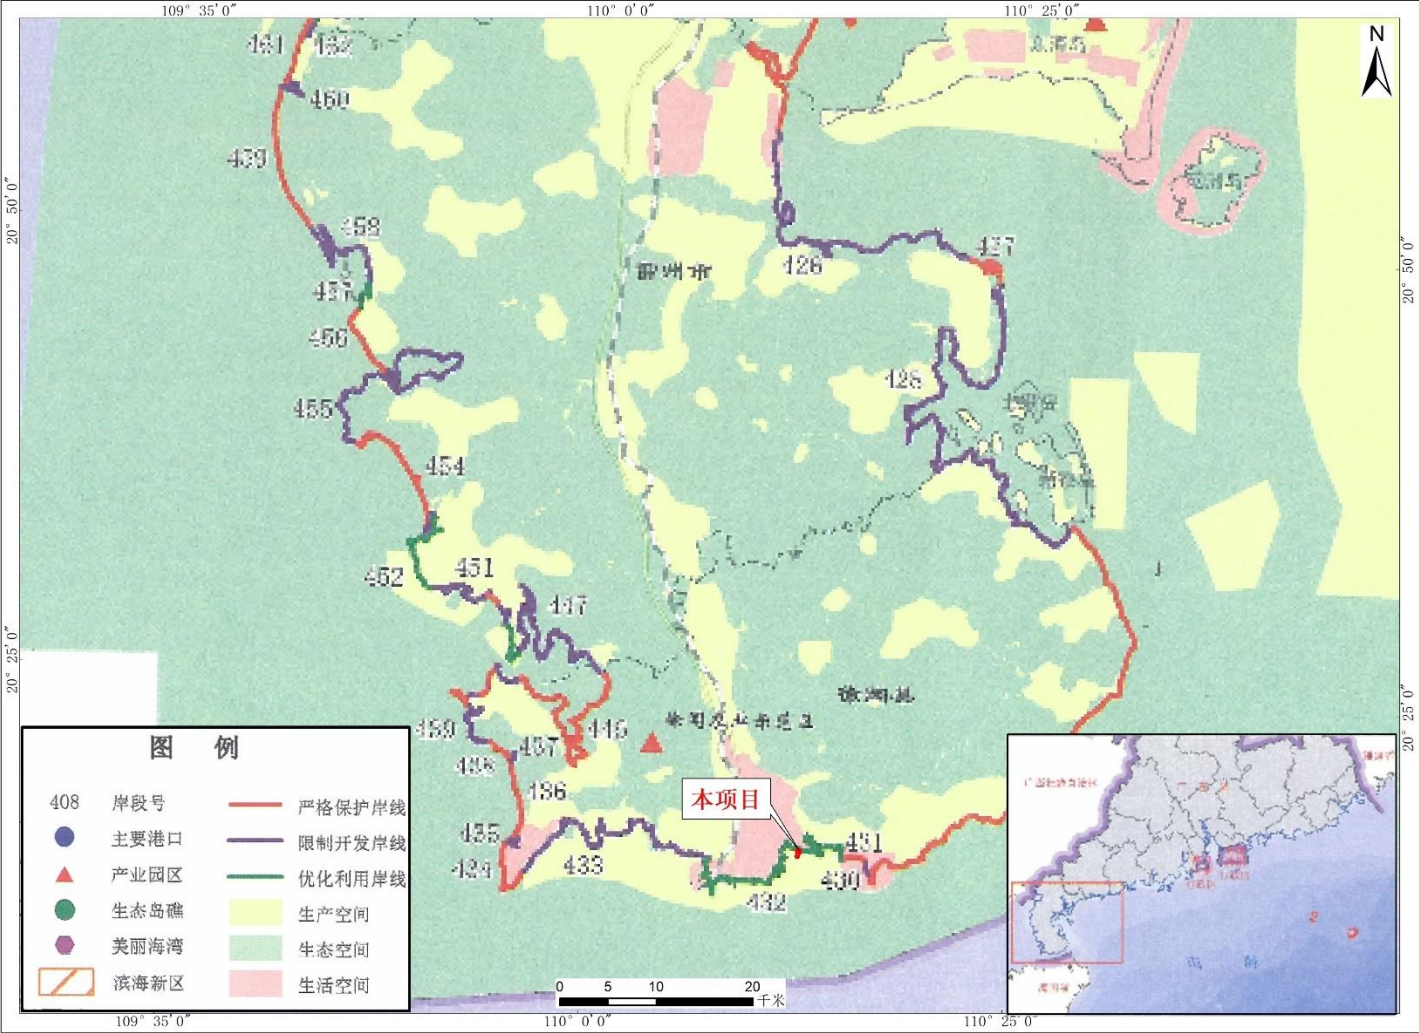 109° 35′ 0″
110° 0′ 0″
110° 25′ 0″
N
461
462
460
459
458
457
456
455
454
452
451
447
446
439
438
437
436
435
434
433
432
431
430
426
427
428
20° 50′ 0″
20° 50′ 0″
20° 25′ 0″
20° 25′ 0″
徐闻县
本项目
图 例
408 岸段号
主要港口
产业园区
生态岛礁
美丽海湾
滨海新区
严格保护岸线
限制开发岸线
优化利用岸线
生产空间
生态空间
生活空间
0 5 10 20
千米
109° 35′ 0″
110° 0′ 0″
110° 25′ 0″